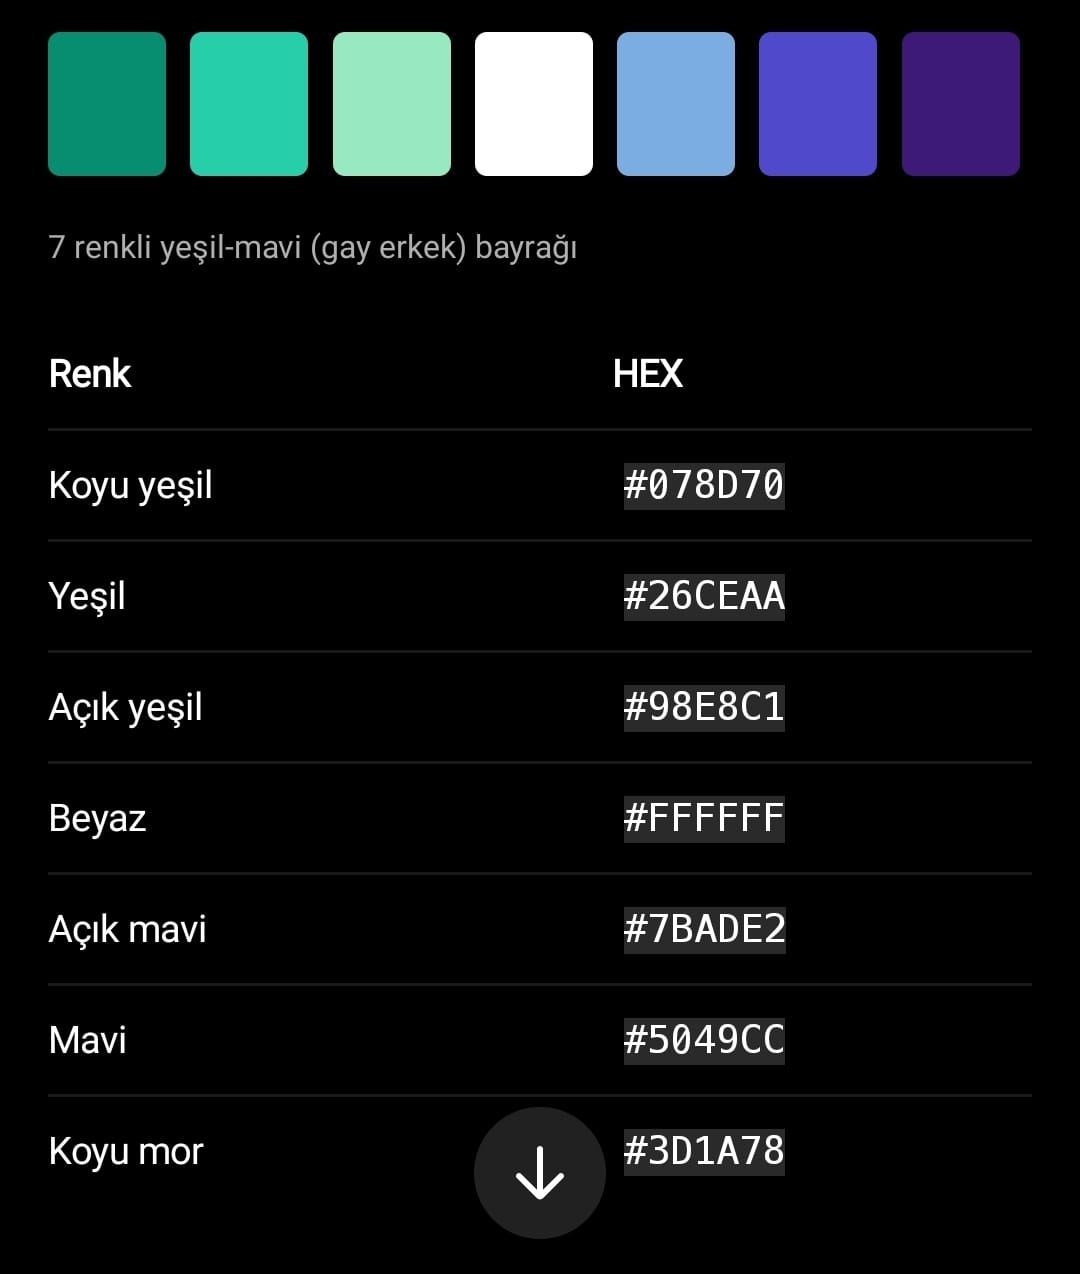 7 renkli yeşil-mavi (gay erkek) bayrağı
Renk HEX
Koyu yeşil #078D70
Yeşil #26CEAA
Açık yeşil #98E8C1
Beyaz #FFFFFF
Açık mavi #7BADE2
Mavi #5049CC
Koyu mor #3D1A78